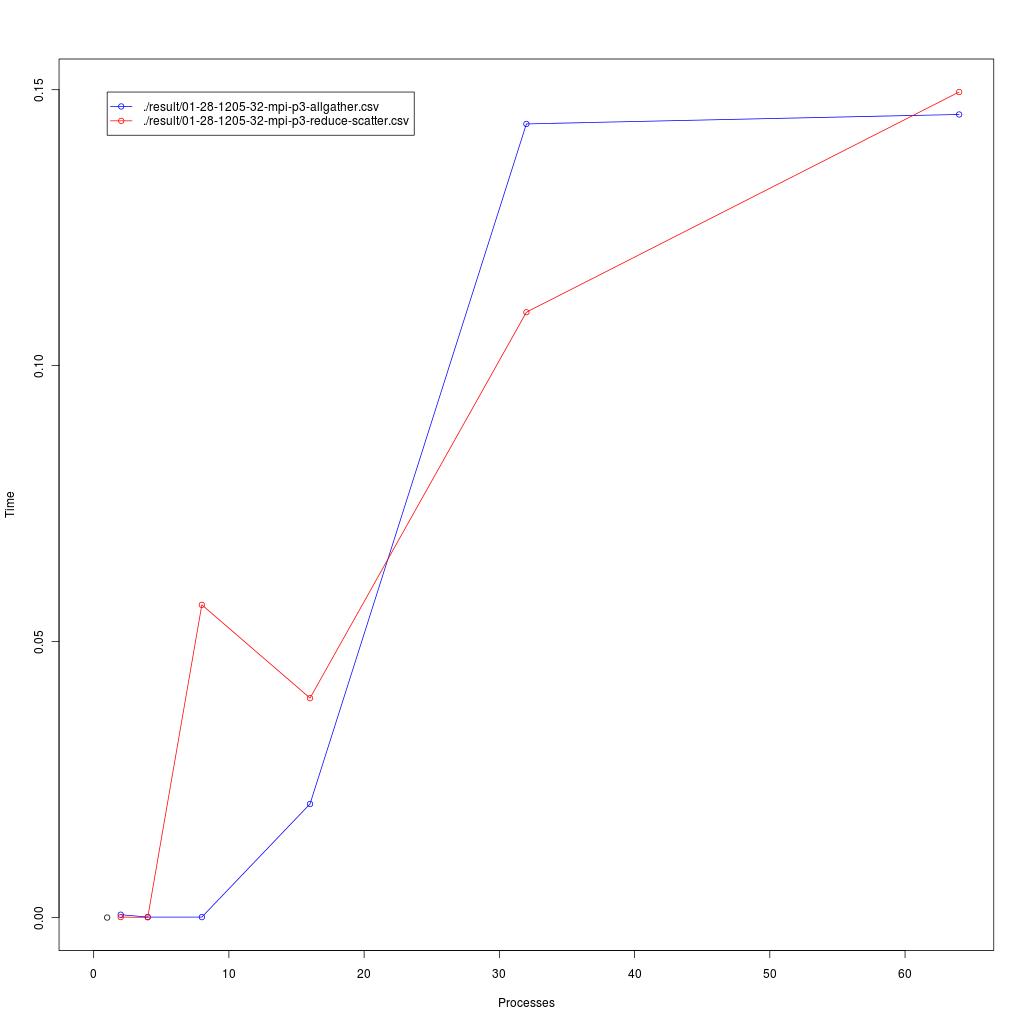 ./result/01-28-1205-32-mpi-p3-allgather.csv
./result/01-28-1205-32-mpi-p3-reduce-scatter.csv
0.15
0.10
Time
0.05
0.00
0 10 20 30 40 50 60
Processes